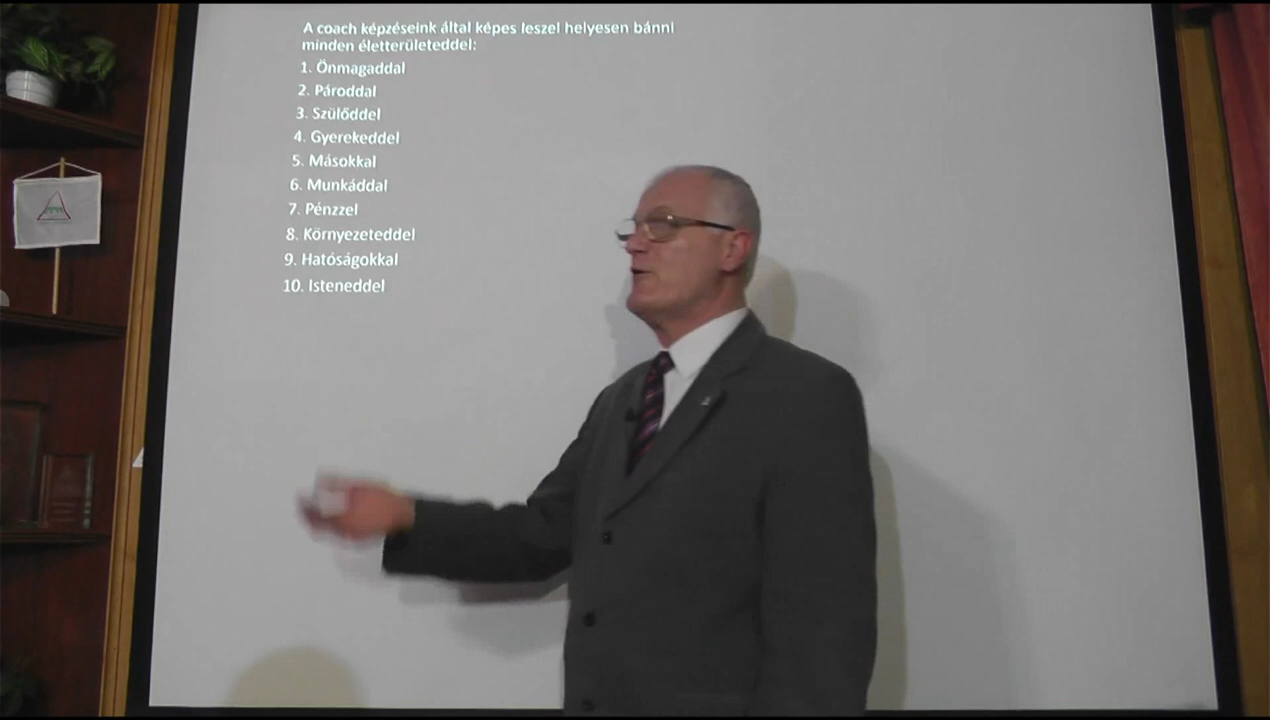 A coach képzéseink által képes leszel helyesen bánni
minden életterületeddel:
1. Önmagaddal
2. Pároddal
3. Szülőddel
4. Gyerekeddel
5. Másokkal
6. Munkáddal
7. Pénzzel
8. Környezeteddel
9. Hatóságokkal
10. Isteneddel